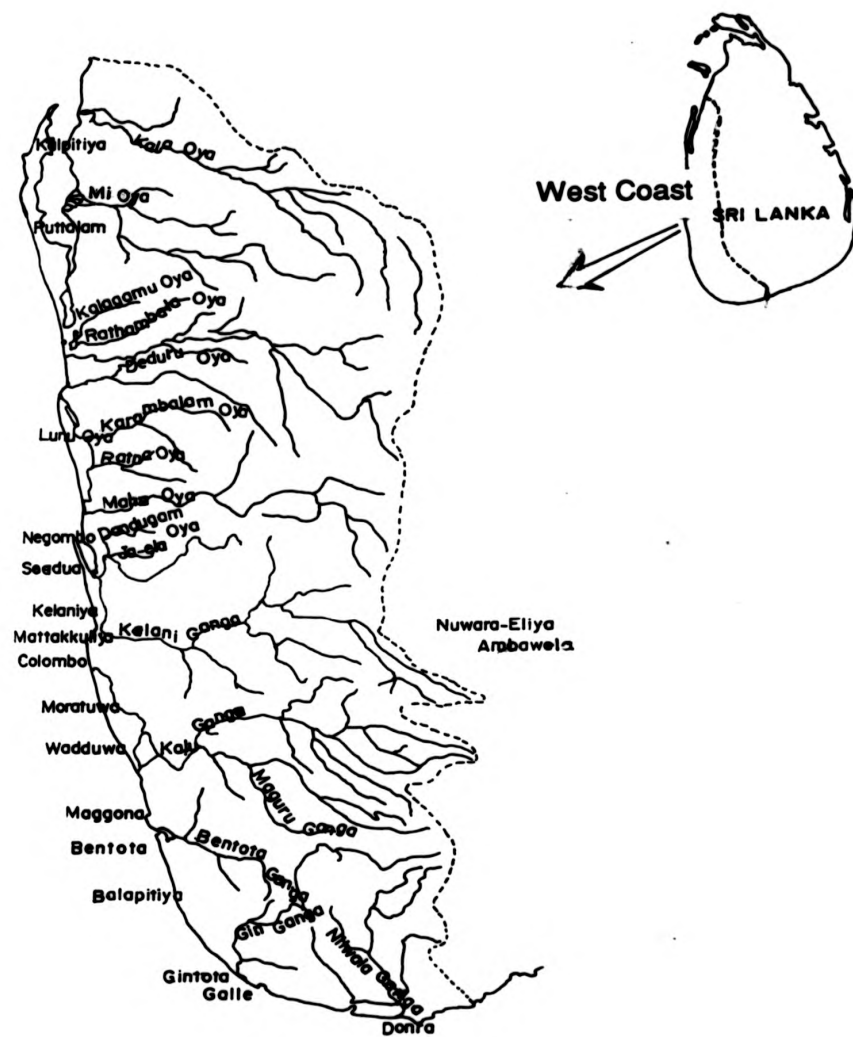 West Coast
SRI LANKA
Kalpitiya
Kala Oya
Mi Oya
Puttalam
Kalagamu Oya
Rathambala Oya
Deduru Oya
Karambalam Oya
Lunu Oya
Ratna Oya
Maha Oya
Negombo
Dandugam Oya
Ja-ela
Seedua
Kelaniya
Mattakkuliya
Kelani Ganga
Colombo
Nuwara-Eliya
Ambawela
Moratuwa
Wadduwa
Kalu Ganga
Maggona
Maguru Ganga
Bentota
Bentota Ganga
Balapitiya
Gin Ganga
Nilwala Ganga
Gintota
Galle
Donra